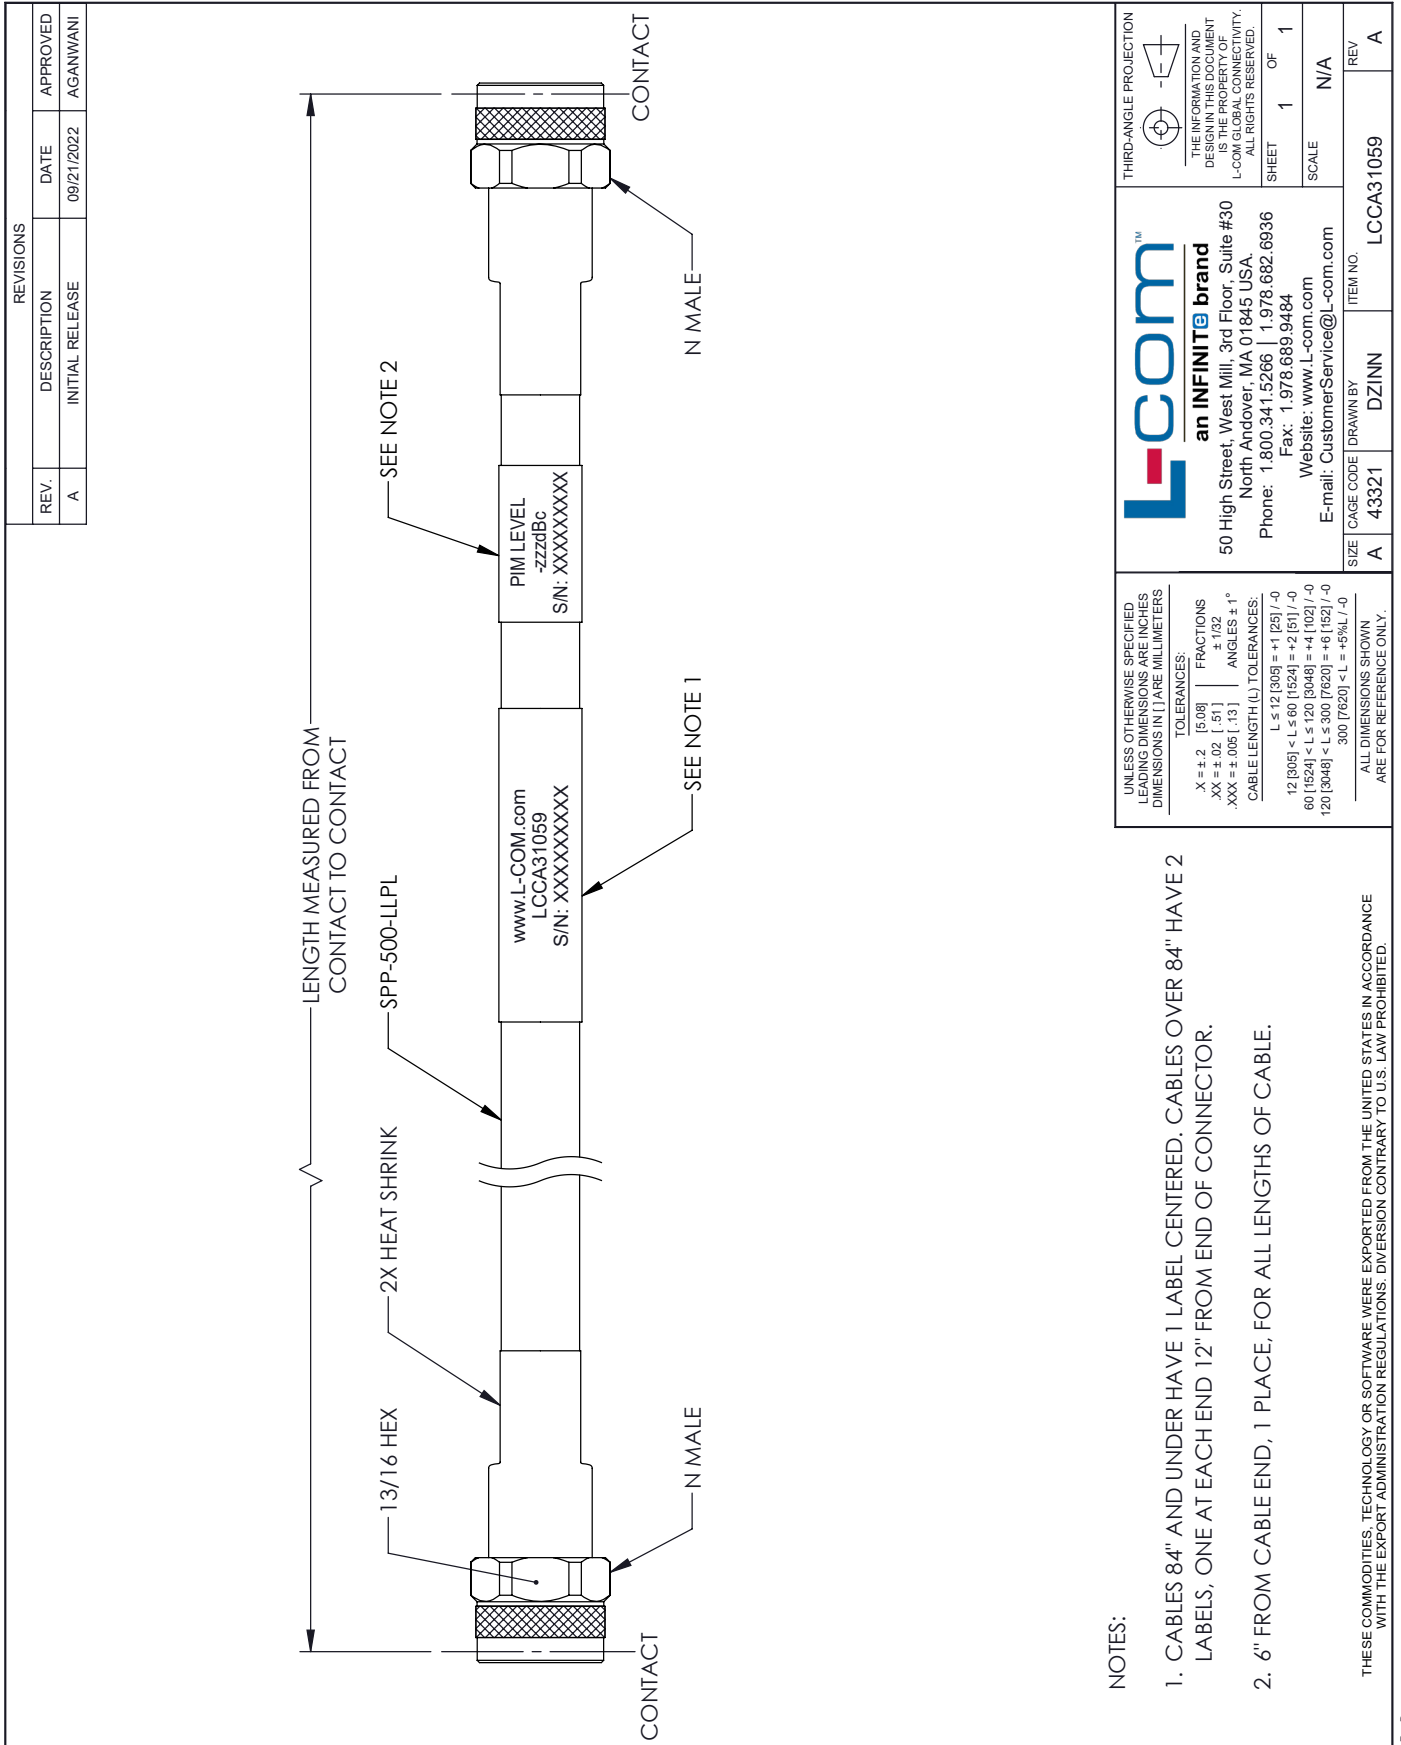 REVISIONS
REV.	DESCRIPTION	DATE	APPROVED
A	INITIAL RELEASE	09/21/2022	AGANWANI
LENGTH MEASURED FROM
CONTACT TO CONTACT
13/16 HEX
2X HEAT SHRINK
SPP-500-LLPL
SEE NOTE 2
www.L-COM.com
LCCA31059
S/N: XXXXXXXXX
PIM LEVEL
-zzzdBc
S/N: XXXXXXXXX
CONTACT
N MALE
SEE NOTE 1
N MALE
CONTACT
NOTES:
1. CABLES 84" AND UNDER HAVE 1 LABEL CENTERED. CABLES OVER 84" HAVE 2
LABELS, ONE AT EACH END 12" FROM END OF CONNECTOR.
2. 6" FROM CABLE END, 1 PLACE, FOR ALL LENGTHS OF CABLE.
THESE COMMODITIES, TECHNOLOGY OR SOFTWARE WERE EXPORTED FROM THE UNITED STATES IN ACCORDANCE
WITH THE EXPORT ADMINISTRATION REGULATIONS. DIVERSION CONTRARY TO U.S. LAW PROHIBITED.
UNLESS OTHERWISE SPECIFIED
LEADING DIMENSIONS ARE INCHES
DIMENSIONS IN [ ] ARE MILLIMETERS
TOLERANCES:
.X = ±.2 [5.08]	FRACTIONS
.XX = ±.02 [.51]	± 1/32
.XXX = ±.005 [.13]	ANGLES ± 1°
CABLE LENGTH (L) TOLERANCES:
L ≤ 12 [305] = +1 [25] / -0
12 [305] < L ≤ 60 [1524] = +2 [51] / -0
60 [1524] < L ≤ 120 [3048] = +4 [102] / -0
120 [3048] < L ≤ 300 [7620] = +6 [152] / -0
300 [7620] < L = +5%L / -0
ALL DIMENSIONS SHOWN
ARE FOR REFERENCE ONLY.
L-com™
an INFINITe brand
50 High Street, West Mill, 3rd Floor, Suite #30
North Andover, MA 01845 USA.
Phone: 1.800.341.5266 | 1.978.682.6936
Fax: 1.978.689.9484
Website: www.L-com.com
E-mail: CustomerService@L-com.com
THIRD-ANGLE PROJECTION
THE INFORMATION AND
DESIGN IN THIS DOCUMENT
IS THE PROPERTY OF
L-COM GLOBAL CONNECTIVITY.
ALL RIGHTS RESERVED.
SHEET 1 OF 1
SCALE N/A
SIZE	CAGE CODE	DRAWN BY	ITEM NO.	REV
A	43321	DZINN	LCCA31059	A